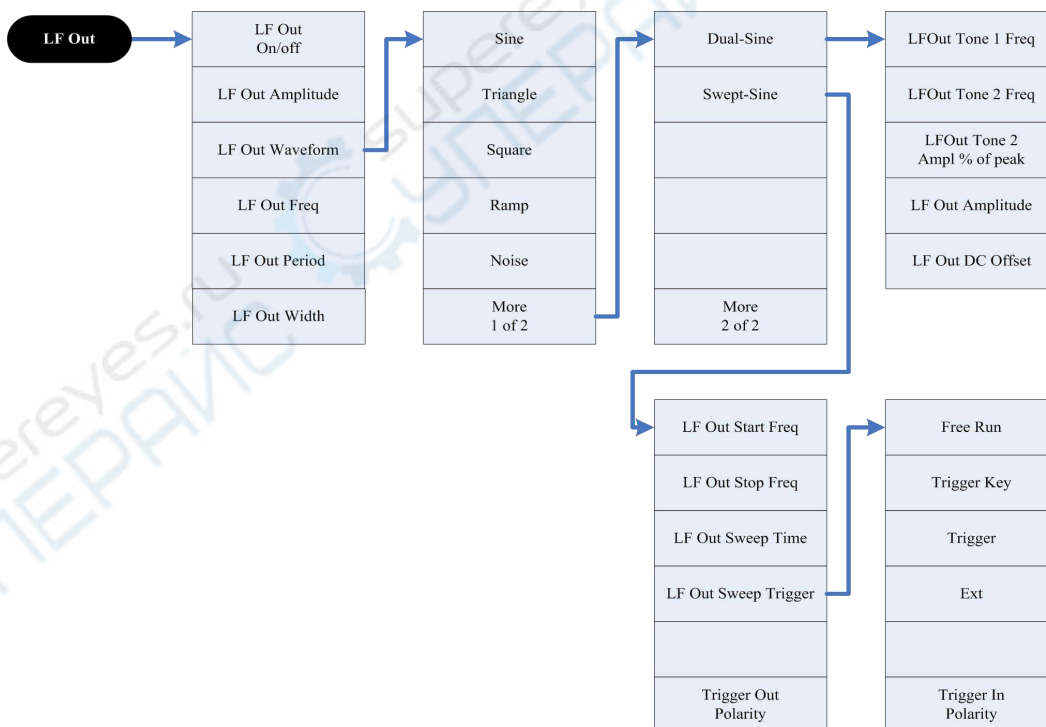 LF Out
LF Out
On/off
LF Out Amplitude
LF Out Waveform
LF Out Freq
LF Out Period
LF Out Width
Sine
Triangle
Square
Ramp
Noise
More
1 of 2
Dual-Sine
Swept-Sine
More
2 of 2
LFOut Tone 1 Freq
LFOut Tone 2 Freq
LFOut Tone 2
Ampl % of peak
LF Out Amplitude
LF Out DC Offset
LF Out Start Freq
LF Out Stop Freq
LF Out Sweep Time
LF Out Sweep Trigger
Trigger Out
Polarity
Free Run
Trigger Key
Trigger
Ext
Trigger In
Polarity